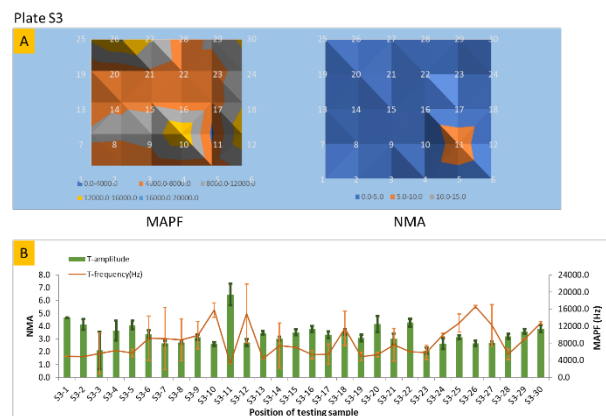 Plate S3
A
25 26 27 28 29 30
19 20 21 22 23 24
13 14 15 16 17 18
7 8 9 10 11 12
1 2 3 4 5 6
0.0-4000.0 4000.0-8000.0 8000.0-12000.0
12000.0 16000.0 16000.0 20000.0
MAPF
25 26 27 28 29 30
19 20 21 22 23 24
13 14 15 16 17 18
7 8 9 10 11 12
1 2 3 4 5 6
0.0-5.0 5.0-10.0 10.0-15.0
NMA
B
T-amplitude
T-frequency(Hz)
NMA
8.0
7.0
6.0
5.0
4.0
3.0
2.0
1.0
0.0
24000.0
20000.0
16000.0
12000.0
8000.0
4000.0
0.0
MAPF (Hz)
S3-1 S3-2 S3-3 S3-4 S3-5 S3-6 S3-7 S3-8 S3-9 S3-10 S3-11 S3-12 S3-13 S3-14 S3-15 S3-16 S3-17 S3-18 S3-19 S3-20 S3-21 S3-22 S3-23 S3-24 S3-25 S3-26 S3-27 S3-28 S3-29 S3-30
Position of testing sample